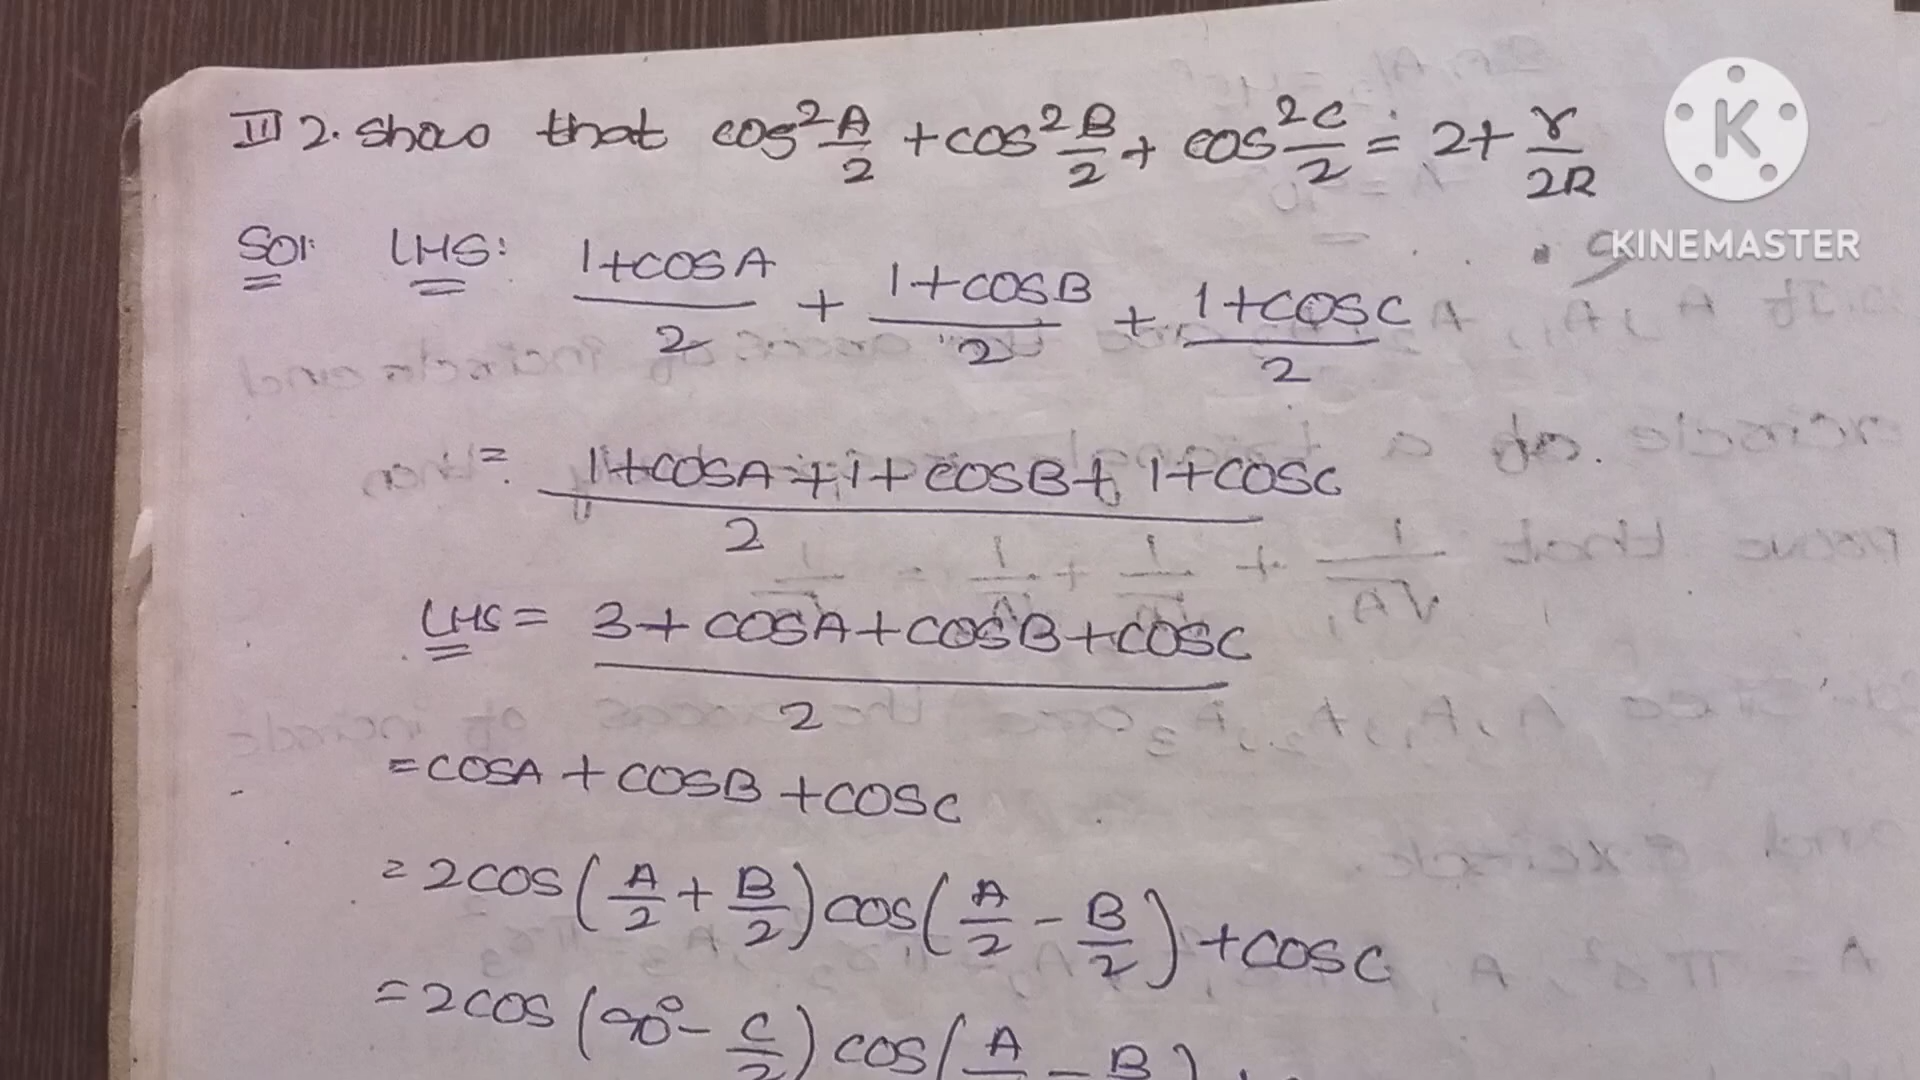 III 2. Show that cos²A/2 + cos²B/2 + cos²C/2 = 2 + r/2R
K
KINEMASTER
Sol: LHS: (1+cosA)/2 + (1+cosB)/2 + (1+cosC)/2
= (1+cosA+1+cosB+1+cosC)/2
LHS = (3+cosA+cosB+cosC)/2
=cosA+cosB+cosC
=2cos(A/2+B/2)cos(A/2-B/2)+cosC
=2cos(90°-C/2)cos(A/2-B/2)